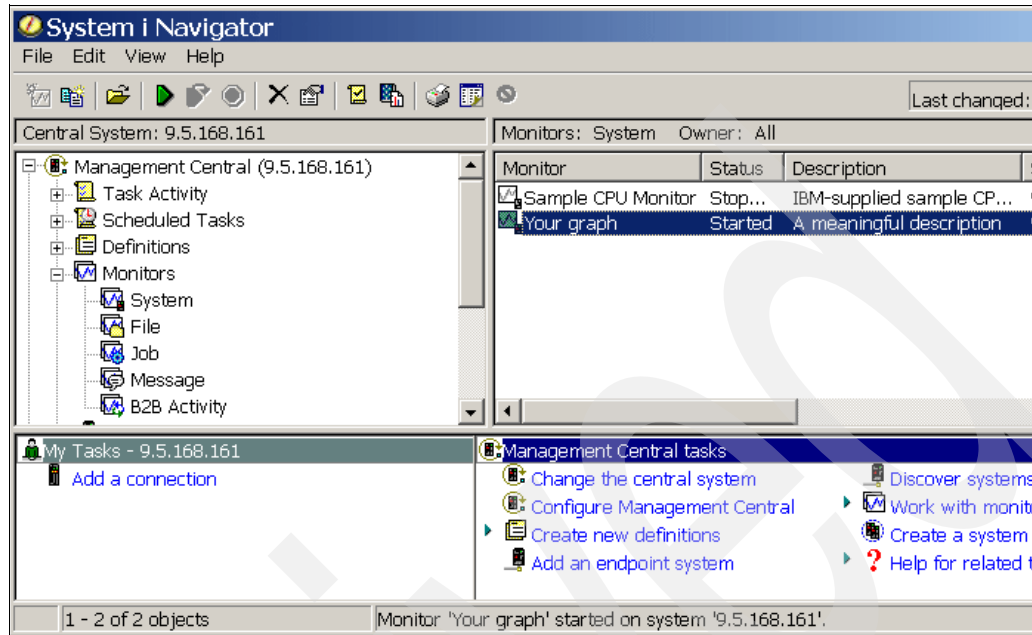 System i Navigator
File Edit View Help
Last changed:
Central System: 9.5.168.161
Monitors: System Owner: All
Management Central (9.5.168.161)
Task Activity
Scheduled Tasks
Definitions
Monitors
System
File
Job
Message
B2B Activity
Monitor Status Description
Sample CPU Monitor Stop... IBM-supplied sample CP...
Your graph Started A meaningful description
My Tasks - 9.5.168.161
Add a connection
Management Central tasks
Change the central system
Configure Management Central
Create new definitions
Add an endpoint system
Discover systems
Work with monit
Create a system
Help for related t
1 - 2 of 2 objects
Monitor 'Your graph' started on system '9.5.168.161'.